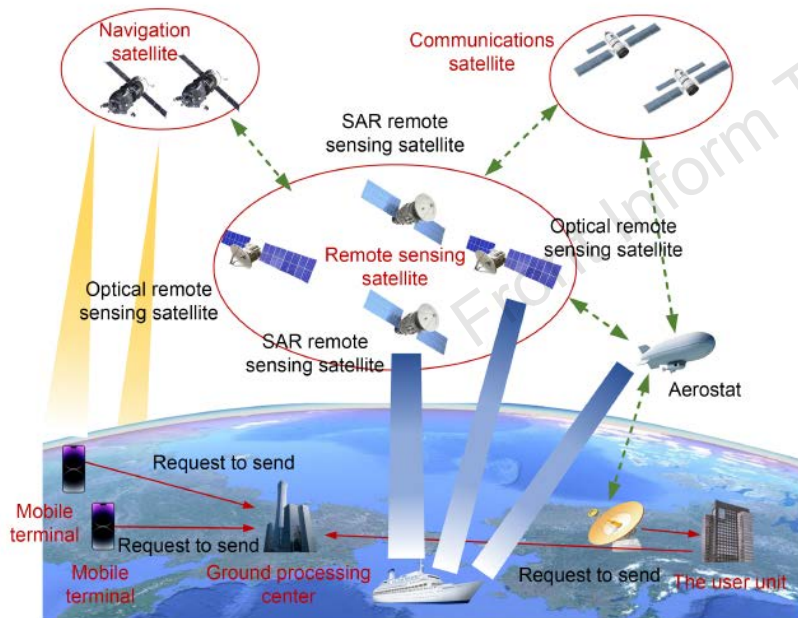 Navigation
satellite
Communications
satellite
SAR remote
sensing satellite
Optical remote
sensing satellite
Remote sensing
satellite
Optical remote
sensing satellite
SAR remote
sensing satellite
Aerostat
Request to send
Mobile
terminal
Request to send
Mobile
terminal
Ground processing
center
Request to send
The user unit
Front Inform T